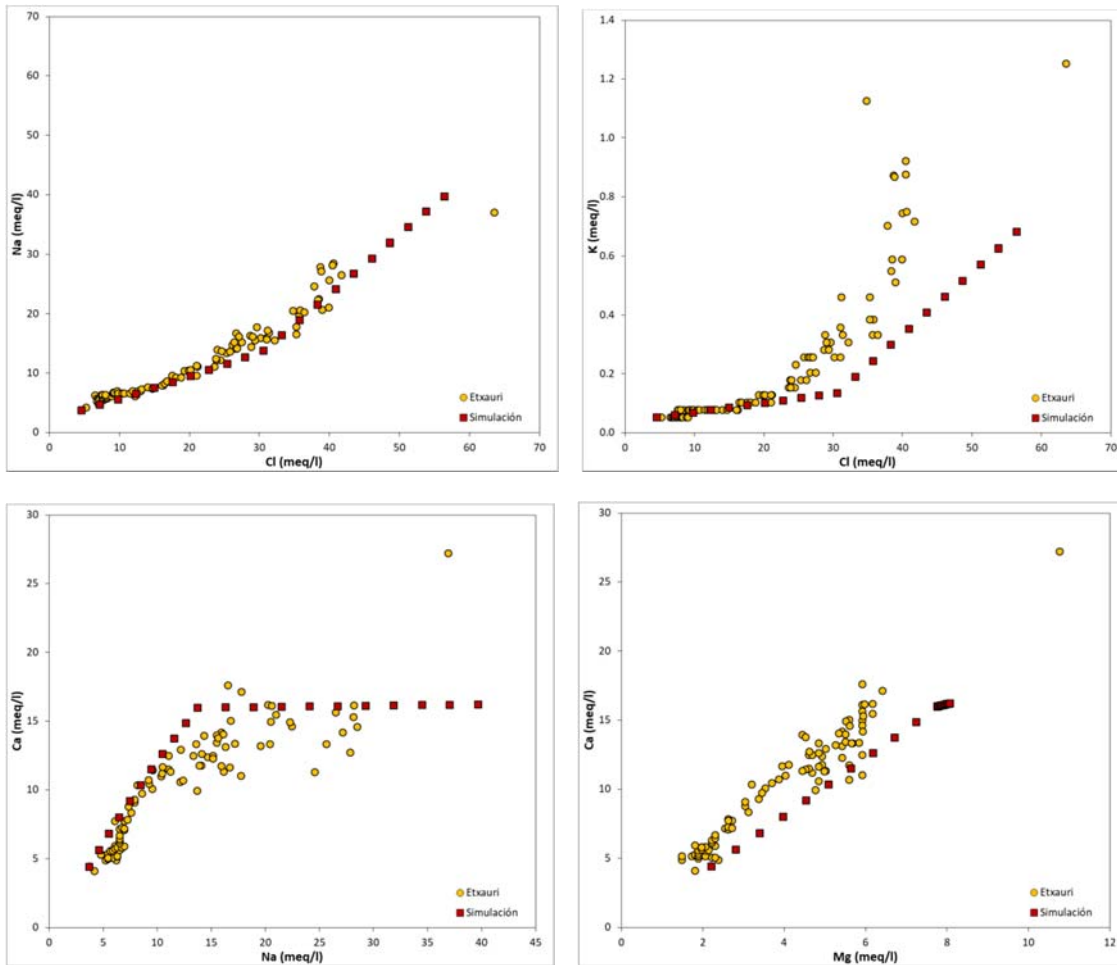 70
60
50
40
30
20
10
0
Na (meq/l)
0 10 20 30 40 50 60 70
Cl (meq/l)
Etxauri
Simulación
1.4
1.2
1.0
0.8
0.6
0.4
0.2
0.0
K (meq/l)
0 10 20 30 40 50 60 70
Cl (meq/l)
Etxauri
Simulación
30
25
20
15
10
5
0
Ca (meq/l)
0 5 10 15 20 25 30 35 40 45
Na (meq/l)
Etxauri
Simulación
30
25
20
15
10
5
0
Ca (meq/l)
0 2 4 6 8 10 12
Mg (meq/l)
Etxauri
Simulación